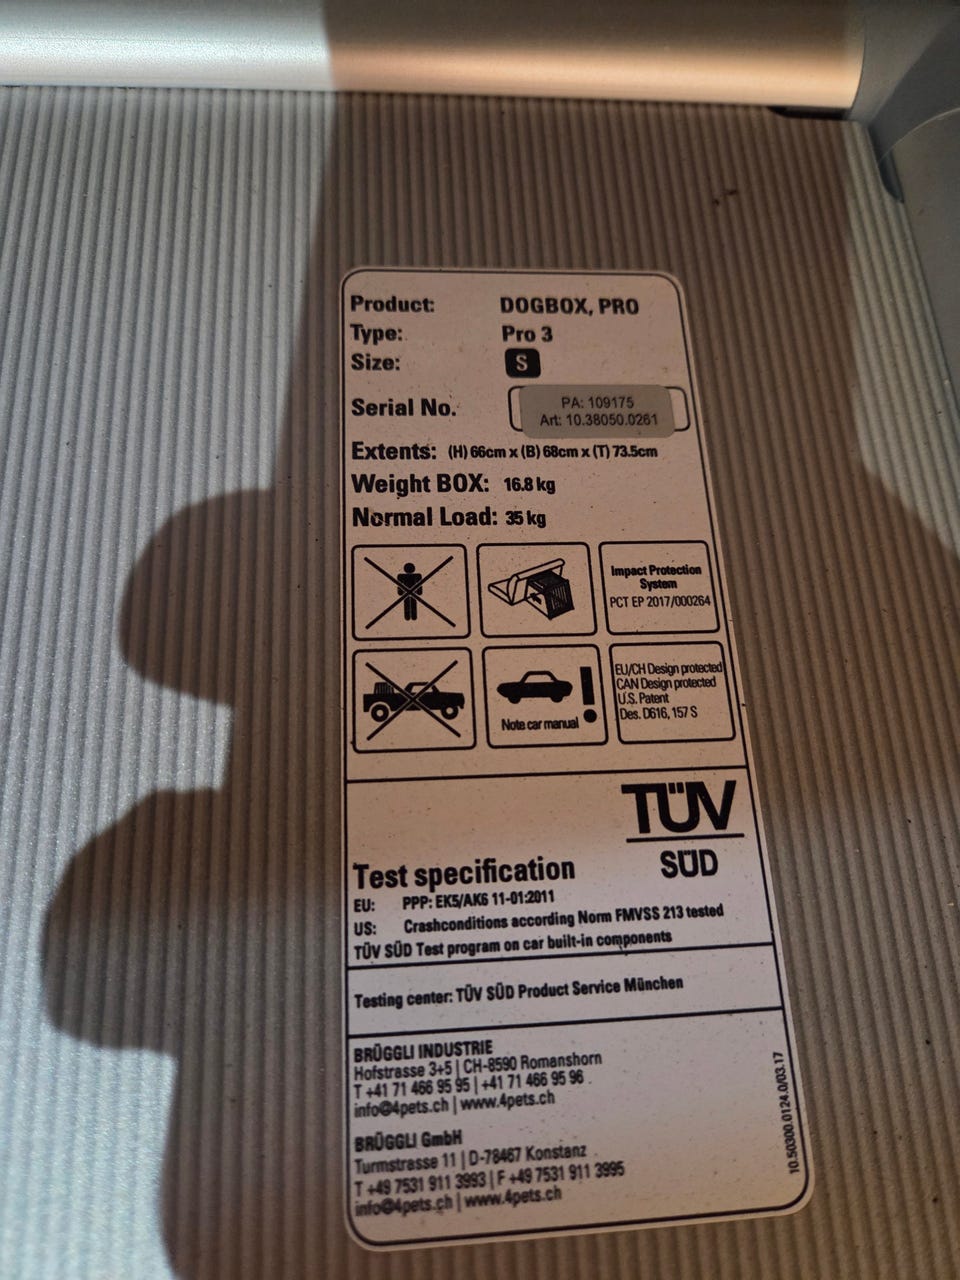 Product: DOGBOX, PRO
Type: Pro 3
Size: S
Serial No. PA: 109175
Art: 10.38050.0261
Extents: (H) 66cm x (B) 68cm x (T) 73.5cm
Weight BOX: 16.8 kg
Normal Load: 35 kg
Impact Protection
System
PCT EP 2017/000264
Note car manual
!
EU/CH Design protected
CAN Design protected
U.S. Patent
Des. D616, 157 S
TÜV
SÜD
Test specification
EU: PPP: EK5/AK6 11-01:2011
US: Crashconditions according Norm FMVSS 213 tested
TÜV SÜD Test program on car built-in components
Testing center: TÜV SÜD Product Service München
BRÜGGLI INDUSTRIE
Hofstrasse 3+5 | CH-8590 Romanshorn
T +41 71 466 95 95 | +41 71 466 95 96
info@4pets.ch | www.4pets.ch
BRÜGGLI GmbH
Turmstrasse 11 | D-78467 Konstanz
T +49 7531 911 3993 | F +49 7531 911 3995
info@4pets.ch | www.4pets.ch
10.50300.0124.0/03.17